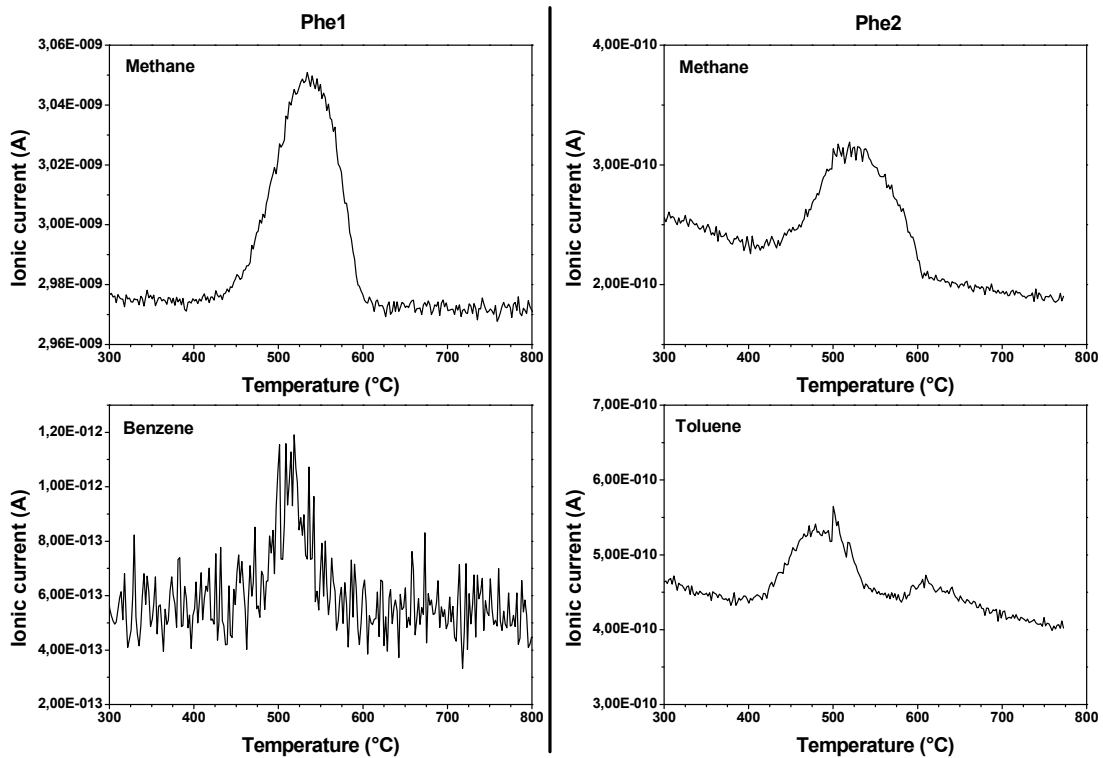 Phe1
Methane
Ionic current (A)
3,06E-009
3,04E-009
3,02E-009
3,00E-009
2,98E-009
2,96E-009
300 400 500 600 700 800
Temperature (°C)
Benzene
Ionic current (A)
1,20E-012
1,00E-012
8,00E-013
6,00E-013
4,00E-013
2,00E-013
300 400 500 600 700 800
Temperature (°C)
Phe2
Methane
Ionic current (A)
4,00E-010
3,00E-010
2,00E-010
300 400 500 600 700 800
Temperature (°C)
Toluene
Ionic current (A)
7,00E-010
6,00E-010
5,00E-010
4,00E-010
3,00E-010
300 400 500 600 700 800
Temperature (°C)